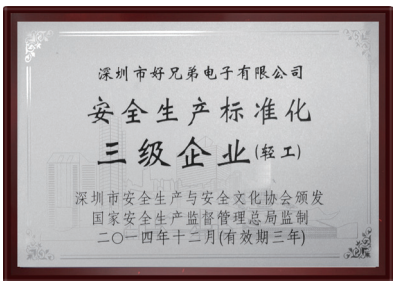 深圳市好兄弟电子有限公司
安全生产标准化
三级企业(轻工)
深圳市安全生产与安全文化协会颁发
国家安全生产监督管理总局监制
二〇一四年十二月(有效期三年)